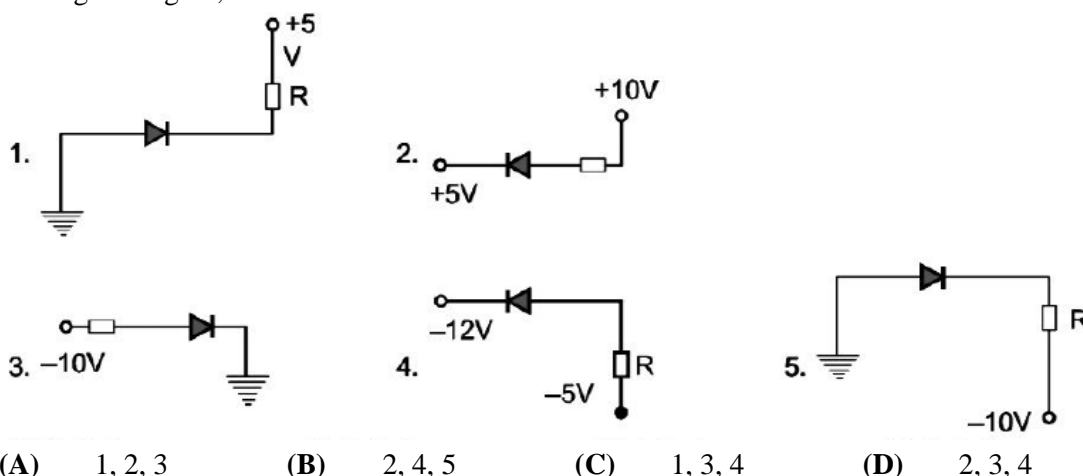 +5
V
R
1.
+10V
2.
+5V
3. –10V
–12V
4.
R
–5V
R
5.
–10V
(A) 1, 2, 3 (B) 2, 4, 5 (C) 1, 3, 4 (D) 2, 3, 4